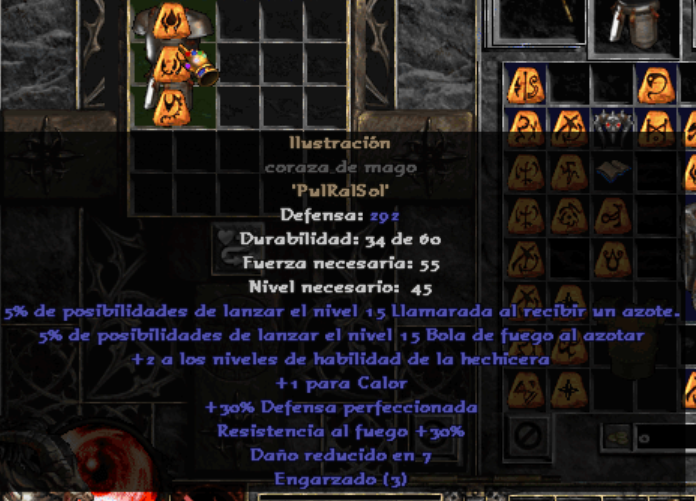 Ilustración
coraza de mago
'PulRalSol'
Defensa: 292
Durabilidad: 34 de 60
Fuerza necesaria: 55
Nivel necesario: 45
5% de posibilidades de lanzar el nivel 15 Llamarada al recibir un azote.
5% de posibilidades de lanzar el nivel 15 Bola de fuego al azotar
+2 a los niveles de habilidad de la hechicera
+1 para Calor
+30% Defensa perfeccionada
Resistencia al fuego +30%
Daño reducido en 7
Engarzado (3)
0